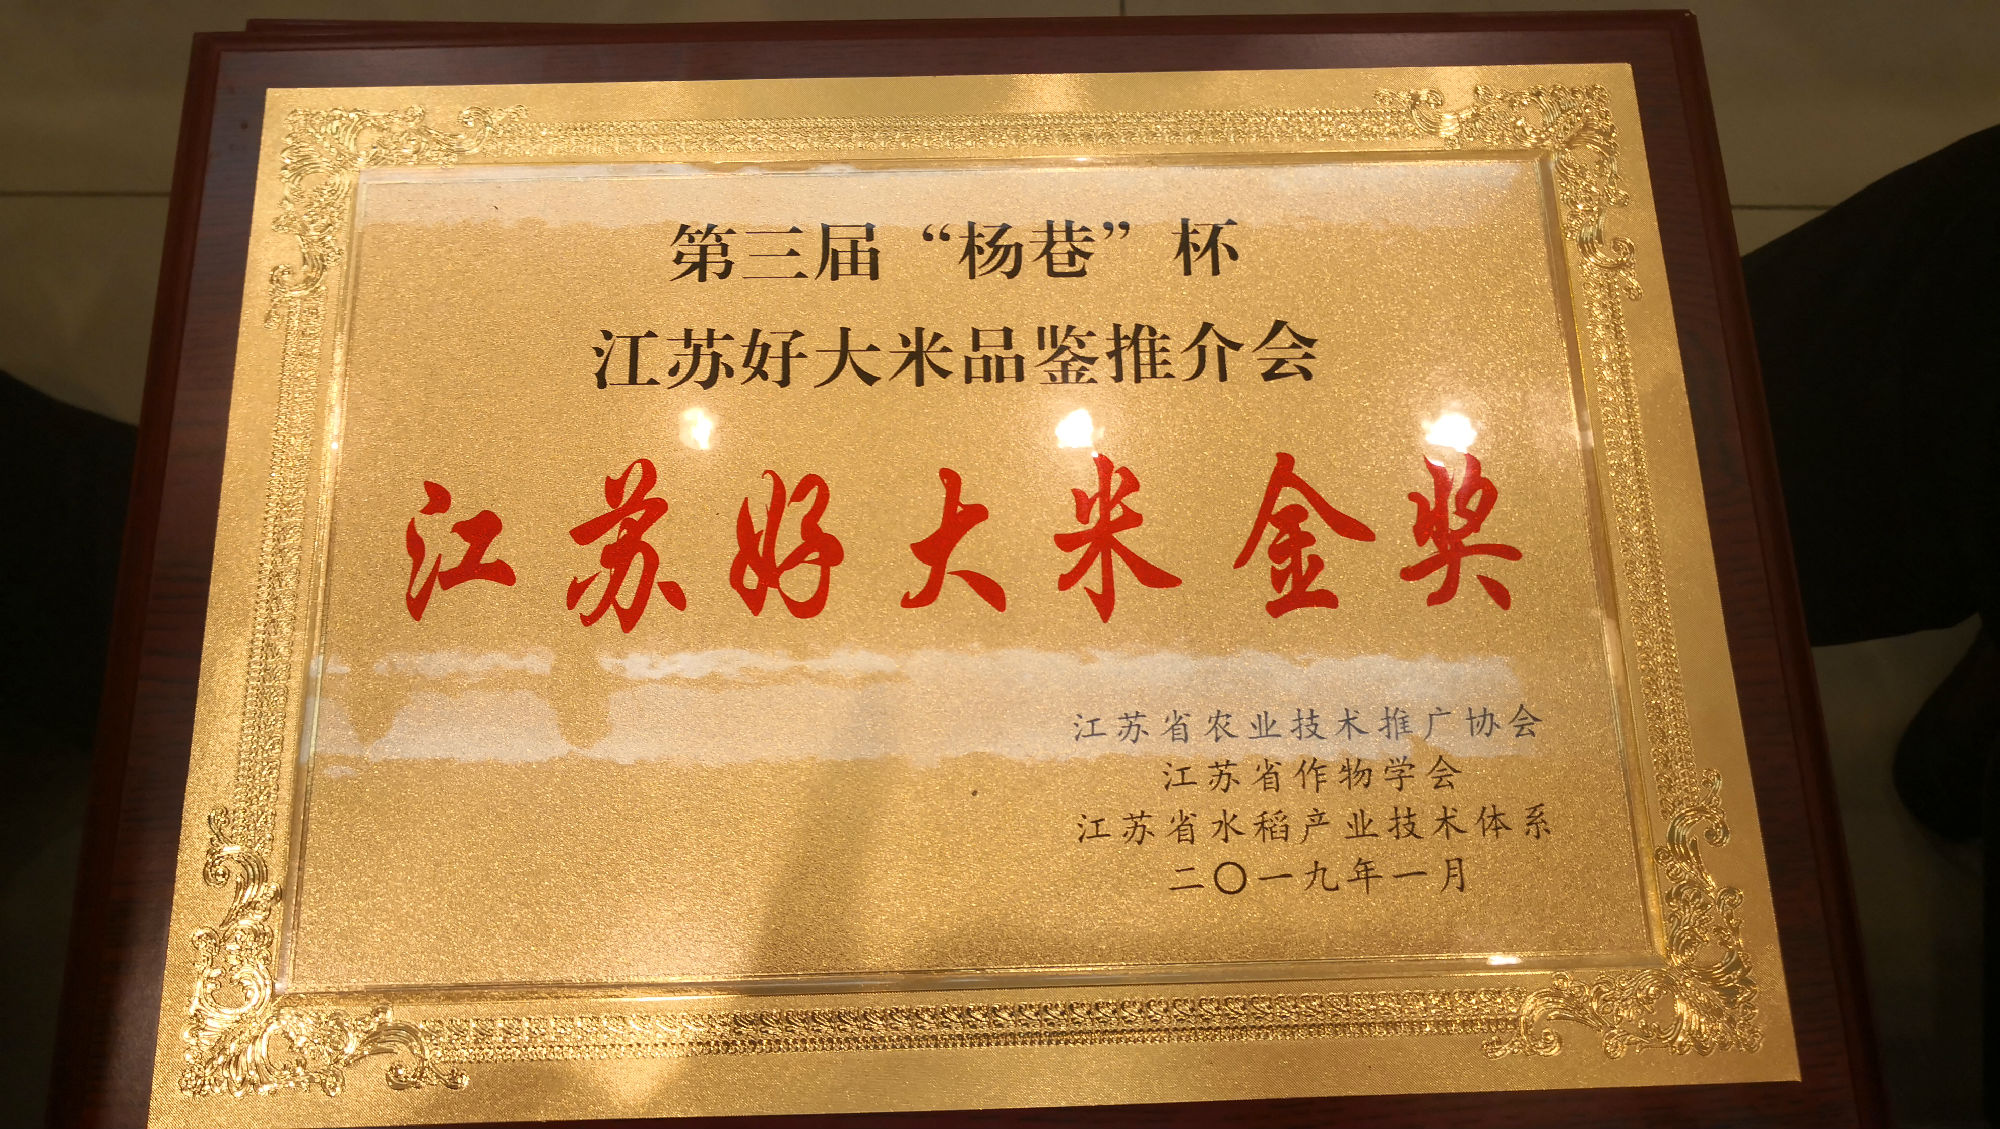 第三届“杨巷”杯
江苏好大米品鉴推介会
江苏好大米金奖
江苏省农业技术推广协会
江苏省作物学会
江苏省水稻产业技术体系
二〇一九年一月